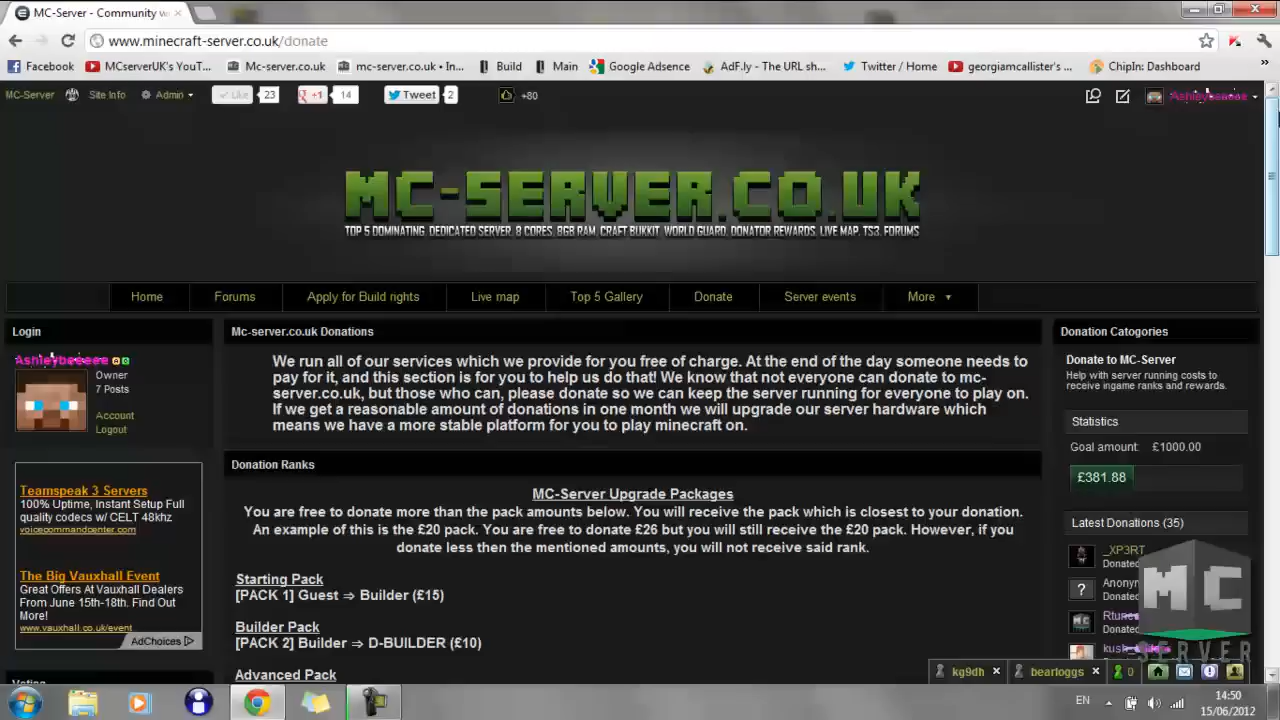 MC-Server - Community w
www.minecraft-server.co.uk/donate
Facebook
MCserverUK's YouT...
Mc-server.co.uk
mc-server.co.uk • In...
Build
Main
Google Adsence
AdF.ly - The URL sh...
Twitter / Home
georgiamcallister's ...
ChipIn: Dashboard
»
MC-Server
Site Info
Admin
Like
23
+1
14
Tweet
2
+80
Ashleybeeeee
MC-SERVER.CO.UK
TOP 5 DOMINATING, DEDICATED SERVER, 8 CORES, 8GB RAM, CRAFT BUKKIT, WORLD GUARD, DONATOR REWARDS, LIVE MAP, TS3, FORUMS
Home
Forums
Apply for Build rights
Live map
Top 5 Gallery
Donate
Server events
More
Login
Ashleybeeeee
Owner
7 Posts
Account
Logout
Teamspeak 3 Servers
100% Uptime, Instant Setup Full
quality codecs w/ CELT 48khz
voicecommandcenter.com
The Big Vauxhall Event
Great Offers At Vauxhall Dealers
From June 15th-18th. Find Out
More!
www.vauxhall.co.uk/event
AdChoices
Voting
Mc-server.co.uk Donations
We run all of our services which we provide for you free of charge. At the end of the day someone needs to
pay for it, and this section is for you to help us do that! We know that not everyone can donate to mc-
server.co.uk, but those who can, please donate so we can keep the server running for everyone to play on.
If we get a reasonable amount of donations in one month we will upgrade our server hardware which
means we have a more stable platform for you to play minecraft on.
Donation Ranks
MC-Server Upgrade Packages
You are free to donate more than the pack amounts below. You will receive the pack which is closest to your donation.
An example of this is the £20 pack. You are free to donate £26 but you will still receive the £20 pack. However, if you
donate less then the mentioned amounts, you will not receive said rank.
Starting Pack
[PACK 1] Guest ⇒ Builder (£15)
Builder Pack
[PACK 2] Builder ⇒ D-BUILDER (£10)
Advanced Pack
Donation Catogories
Donate to MC-Server
Help with server running costs to
receive ingame ranks and rewards.
Statistics
Goal amount: £1000.00
£381.88
Latest Donations (35)
_XP3RT_
Donated
Anonym
Donated
Rtune
Donated
kush_
MC
SERVER
kg9dh
bearloggs
0
EN
14:50
15/06/2012